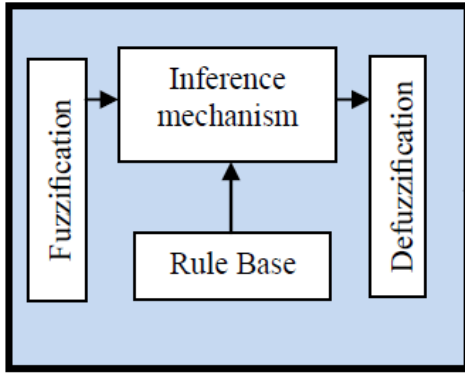 Fuzzification
Inference
mechanism
Rule Base
Defuzzification